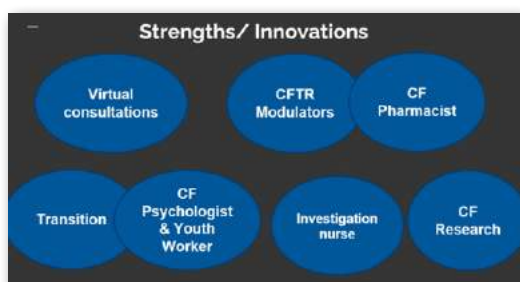 Strengths/ Innovations
Virtual
consultations
CFTR
Modulators
CF
Pharmacist
Transition
CF
Psychologist
& Youth
Worker
Investigation
nurse
CF
Research